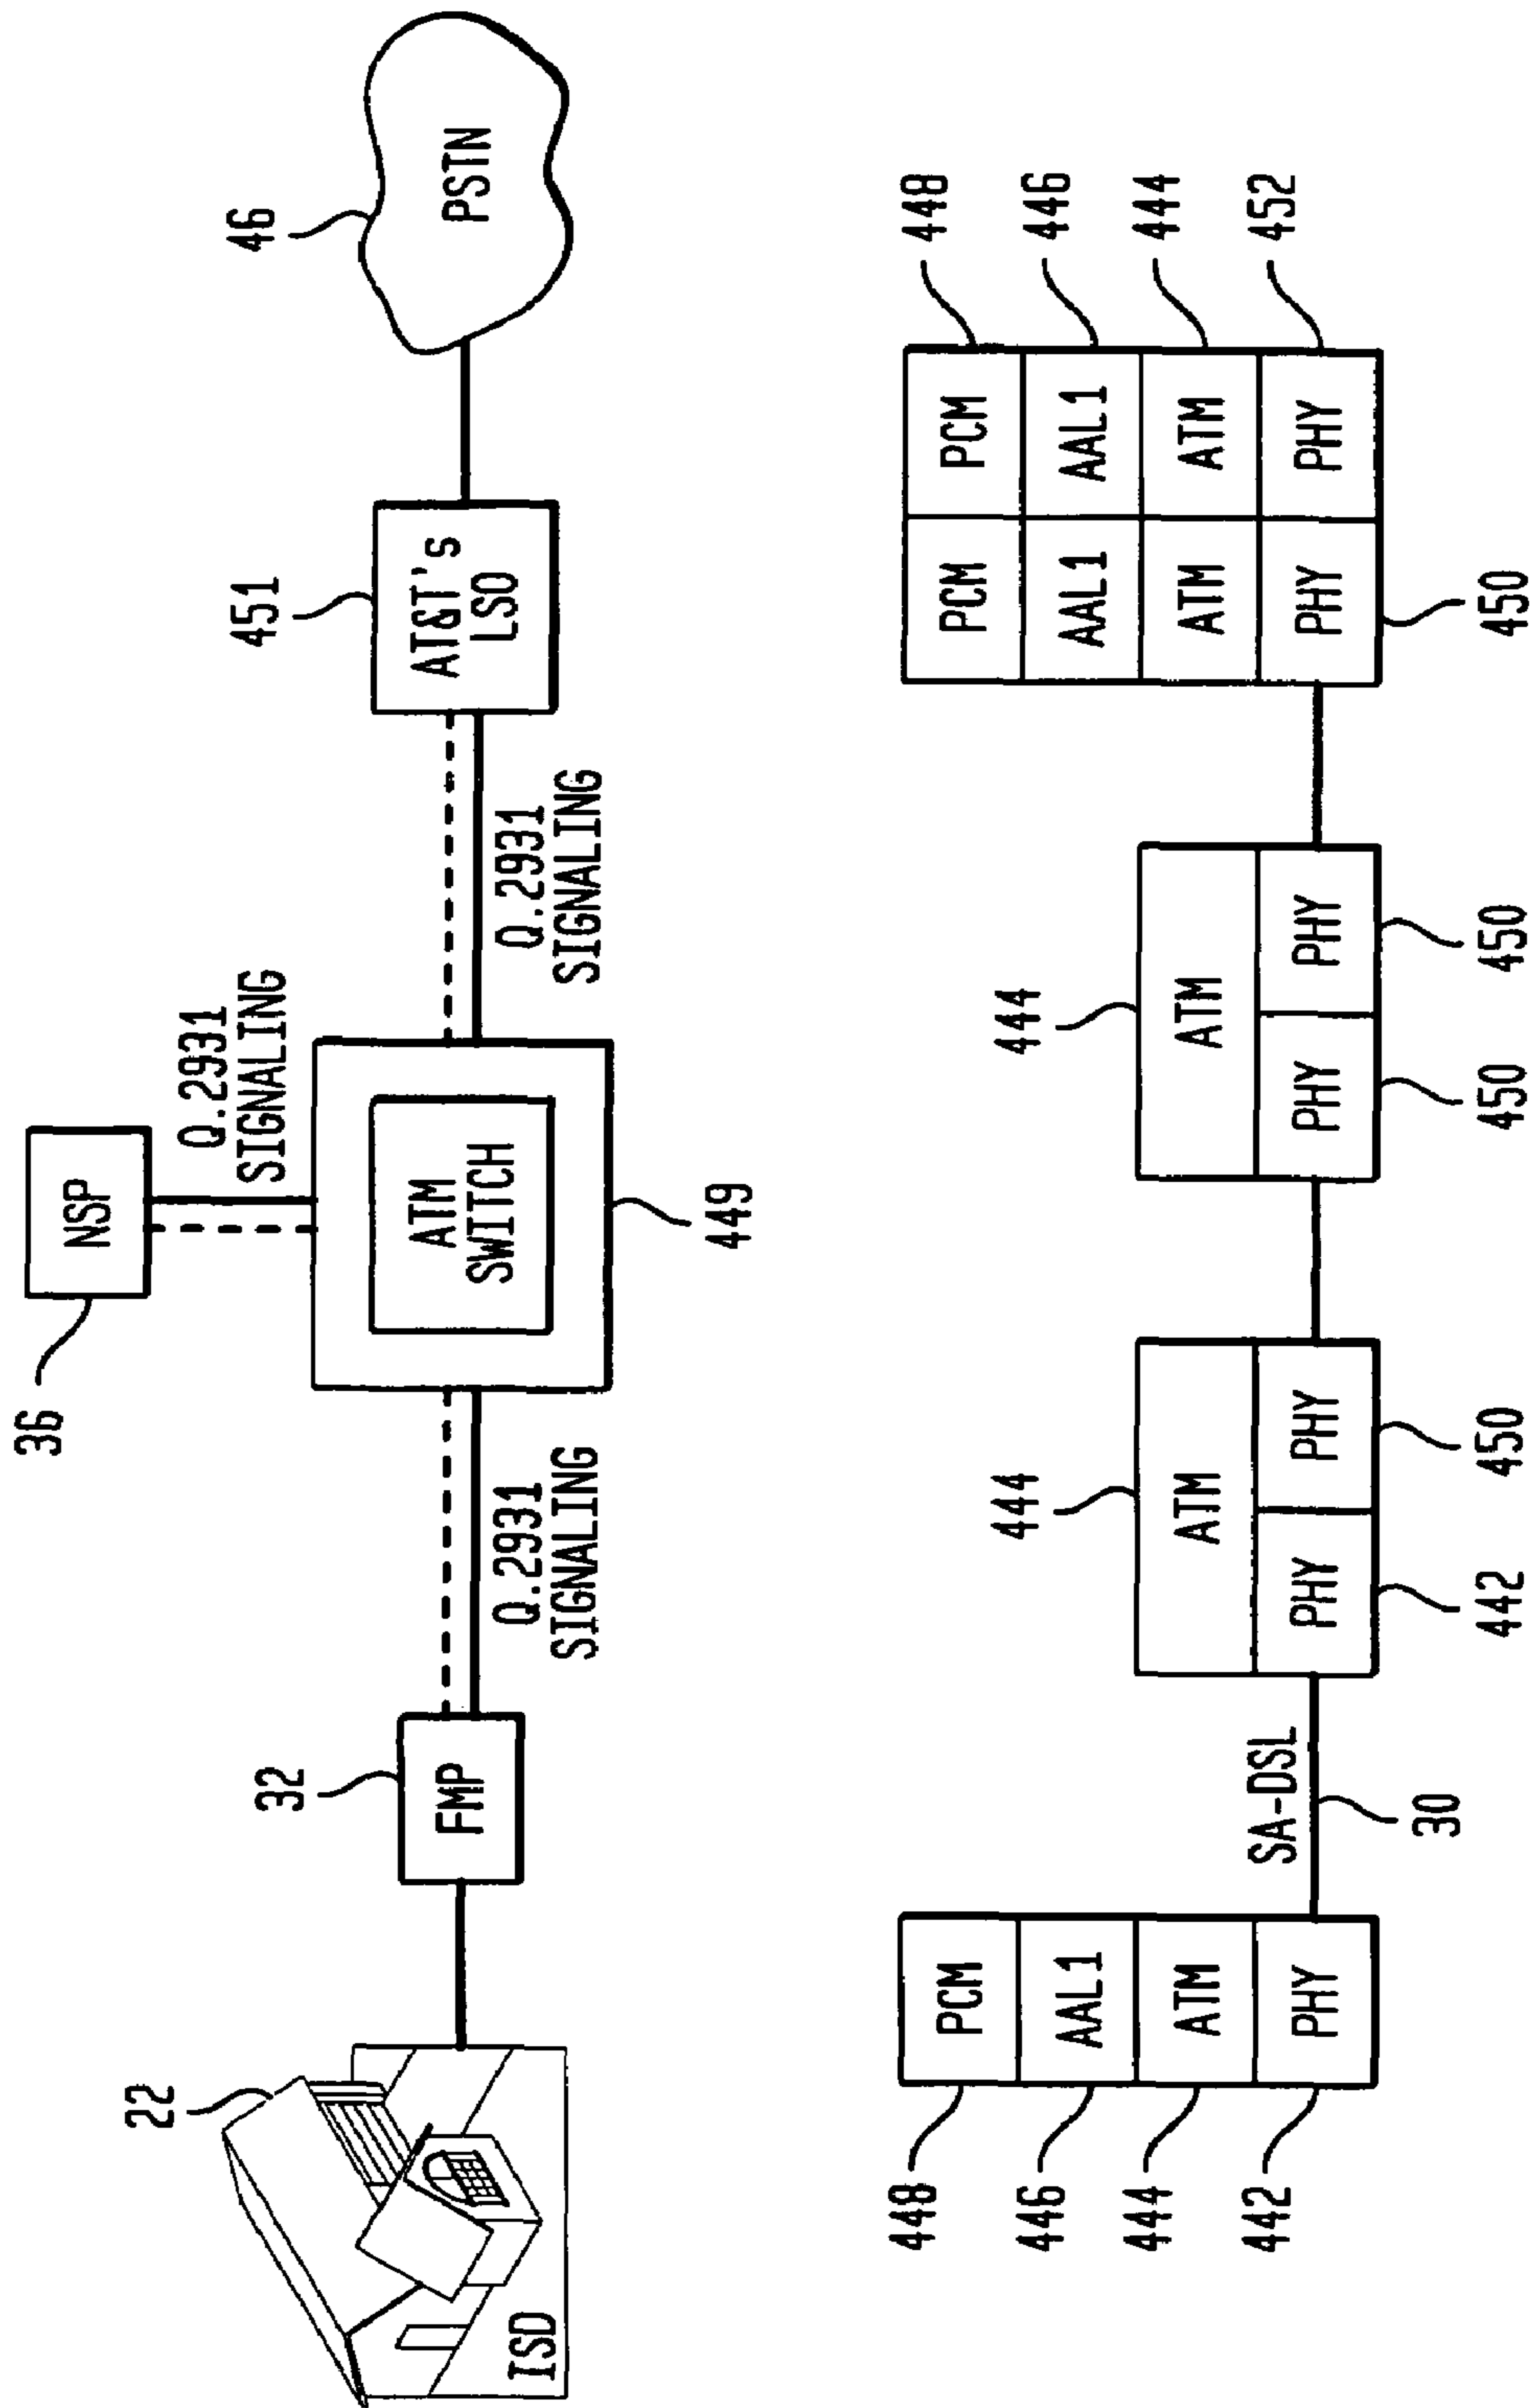 36
NSP
Q.2931
SIGNALING
22
32
46
ISD
FMP
Q.2931
SIGNALING
ATM
SWITCH
449
Q.2931
SIGNALING
451
AT&T's
LSO
PSTN
448
PCM
446
AAL1
444
ATM
442
PHY
SA-DSL
30
444
ATM
PHY
PHY
442
450
444
ATM
PHY
PHY
450
450
PCM
PCM
448
AAL1
AAL1
446
ATM
ATM
444
PHY
PHY
452
450